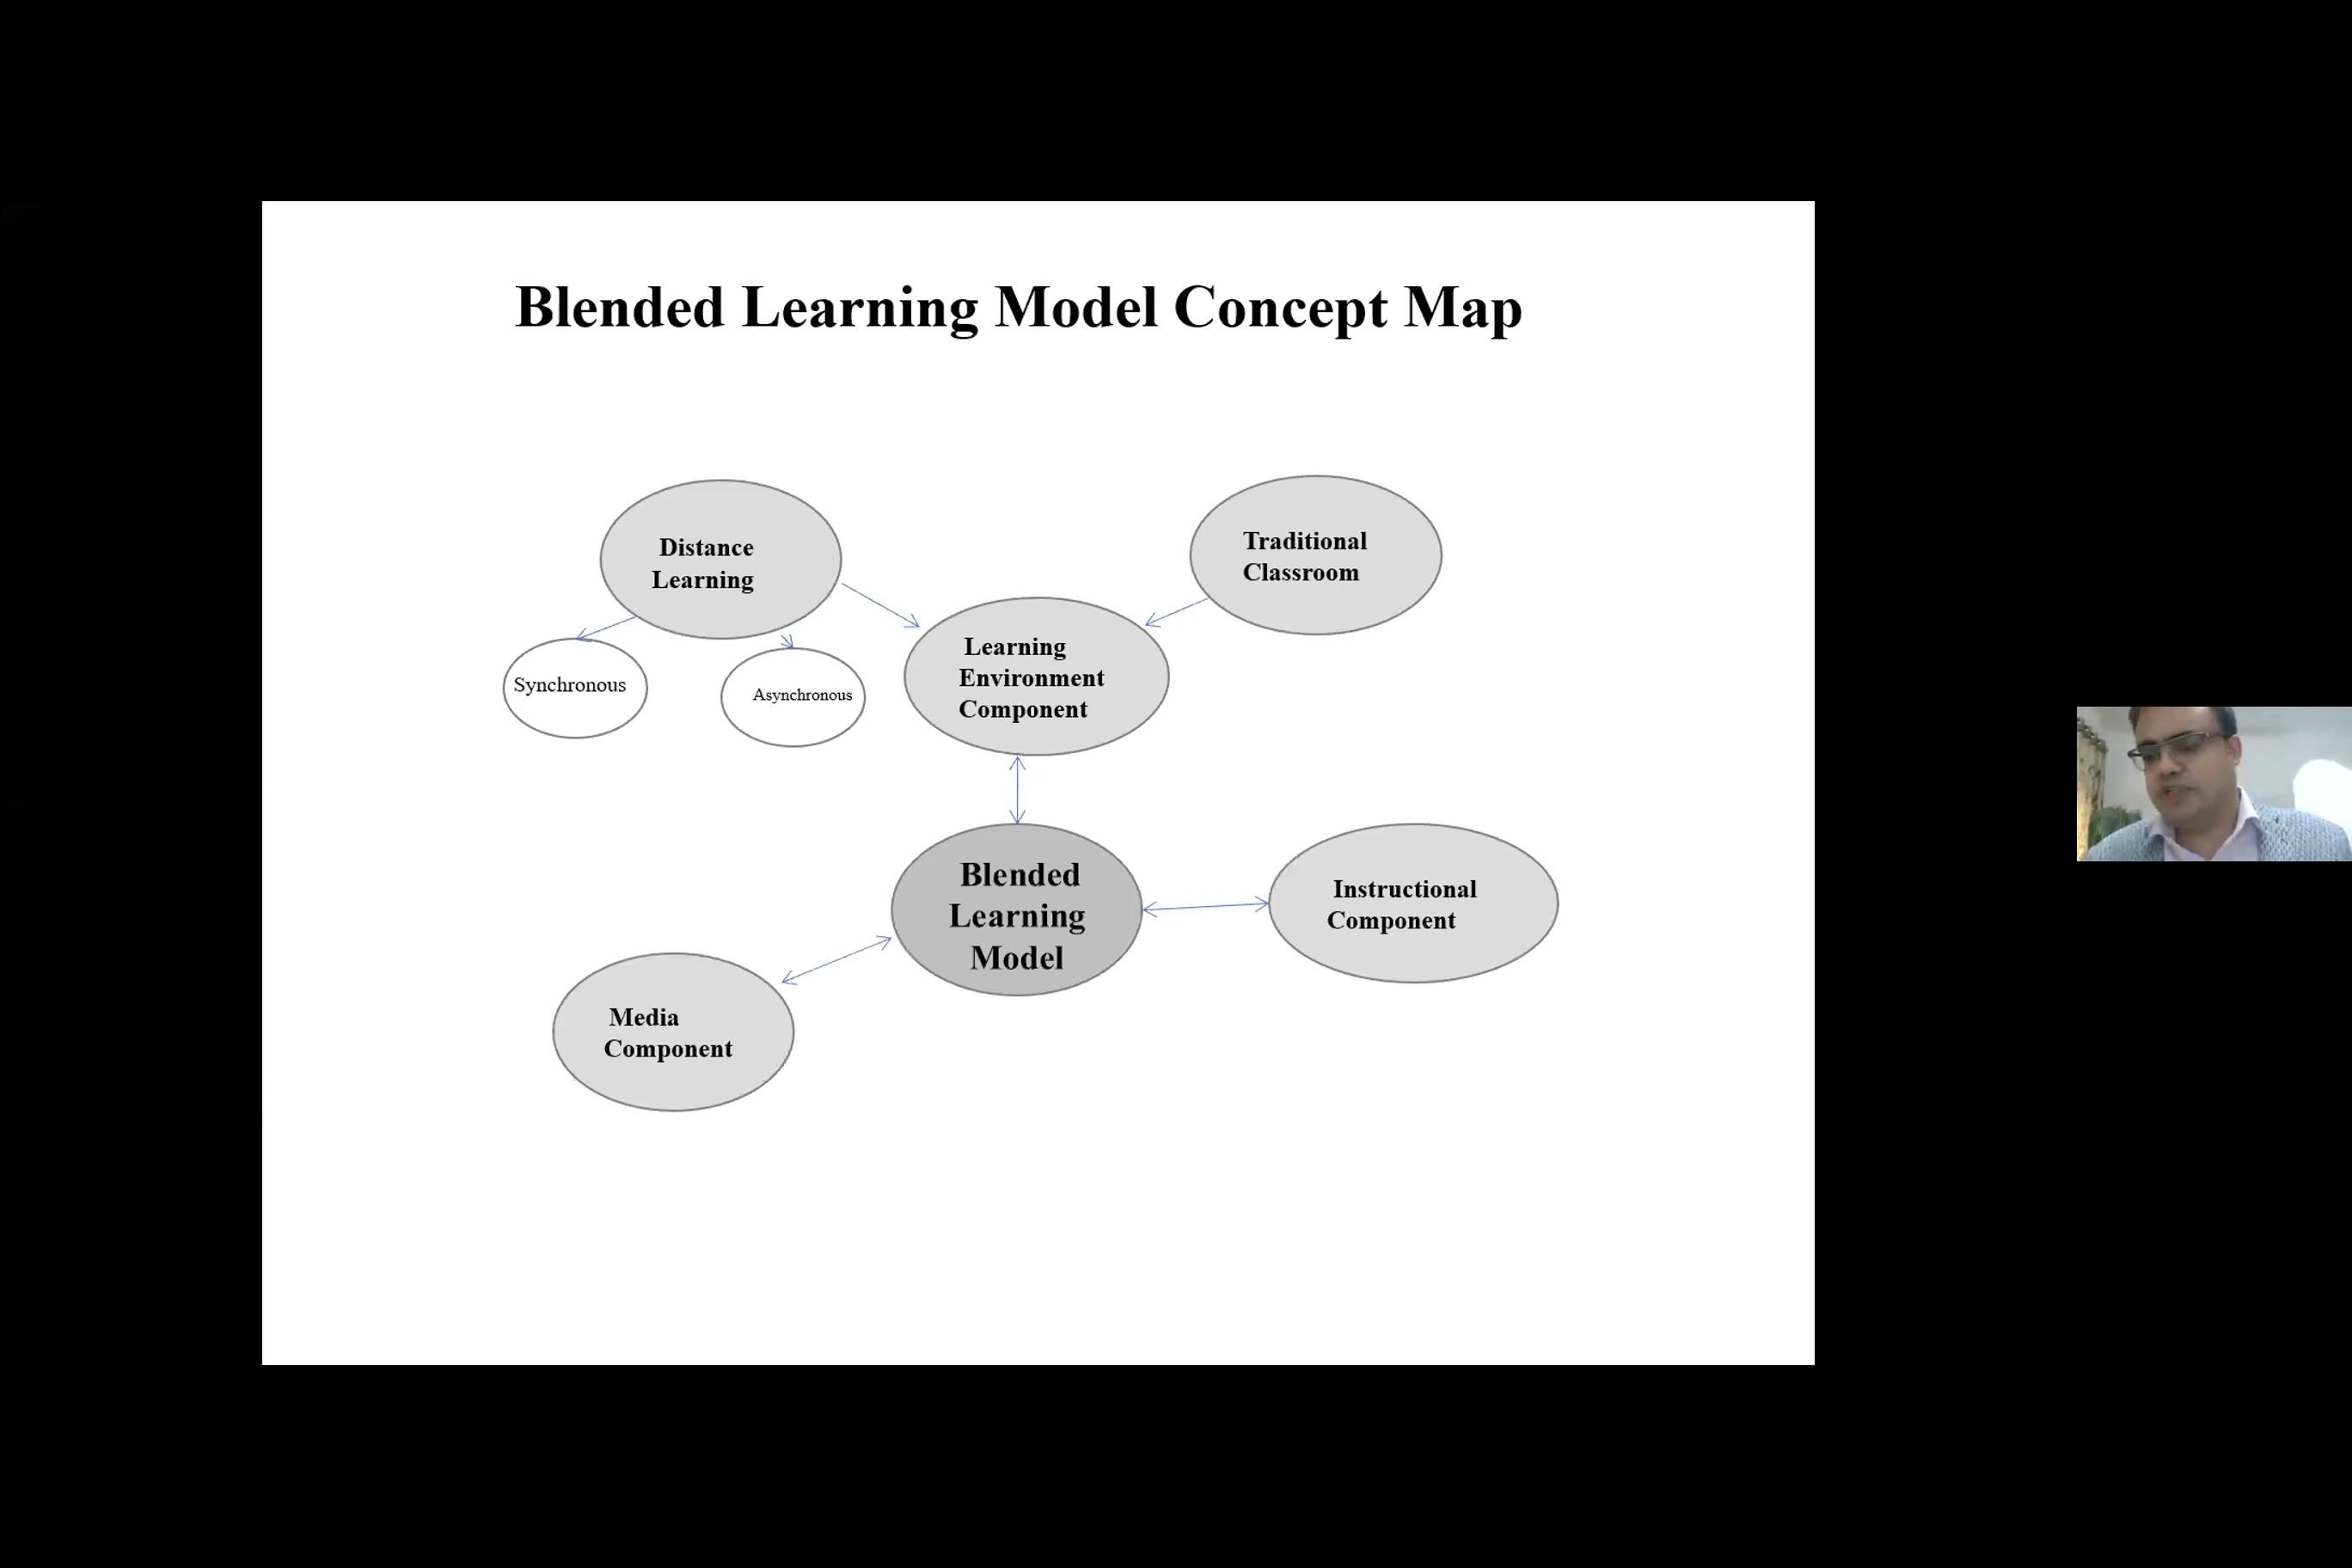 Blended Learning Model Concept Map
Distance
Learning
Traditional
Classroom
Synchronous
Asynchronous
Learning
Environment
Component
Blended
Learning
Model
Instructional
Component
Media
Component